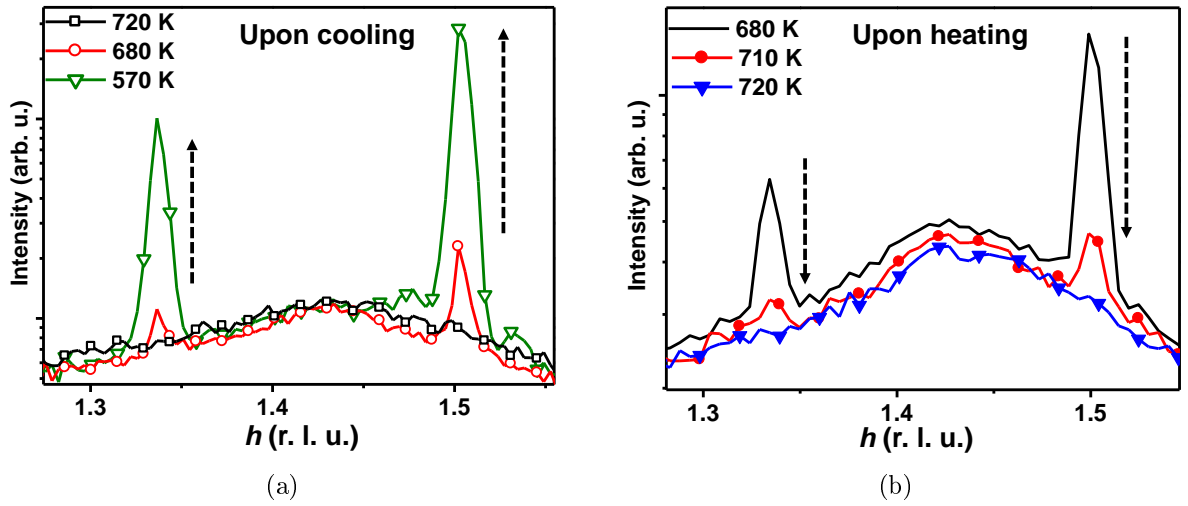 Upon cooling
720 K
680 K
570 K
Intensity (arb. u.)
1.3
1.4
1.5
h (r. l. u.)
(a)
Upon heating
680 K
710 K
720 K
Intensity (arb. u.)
1.3
1.4
1.5
h (r. l. u.)
(b)